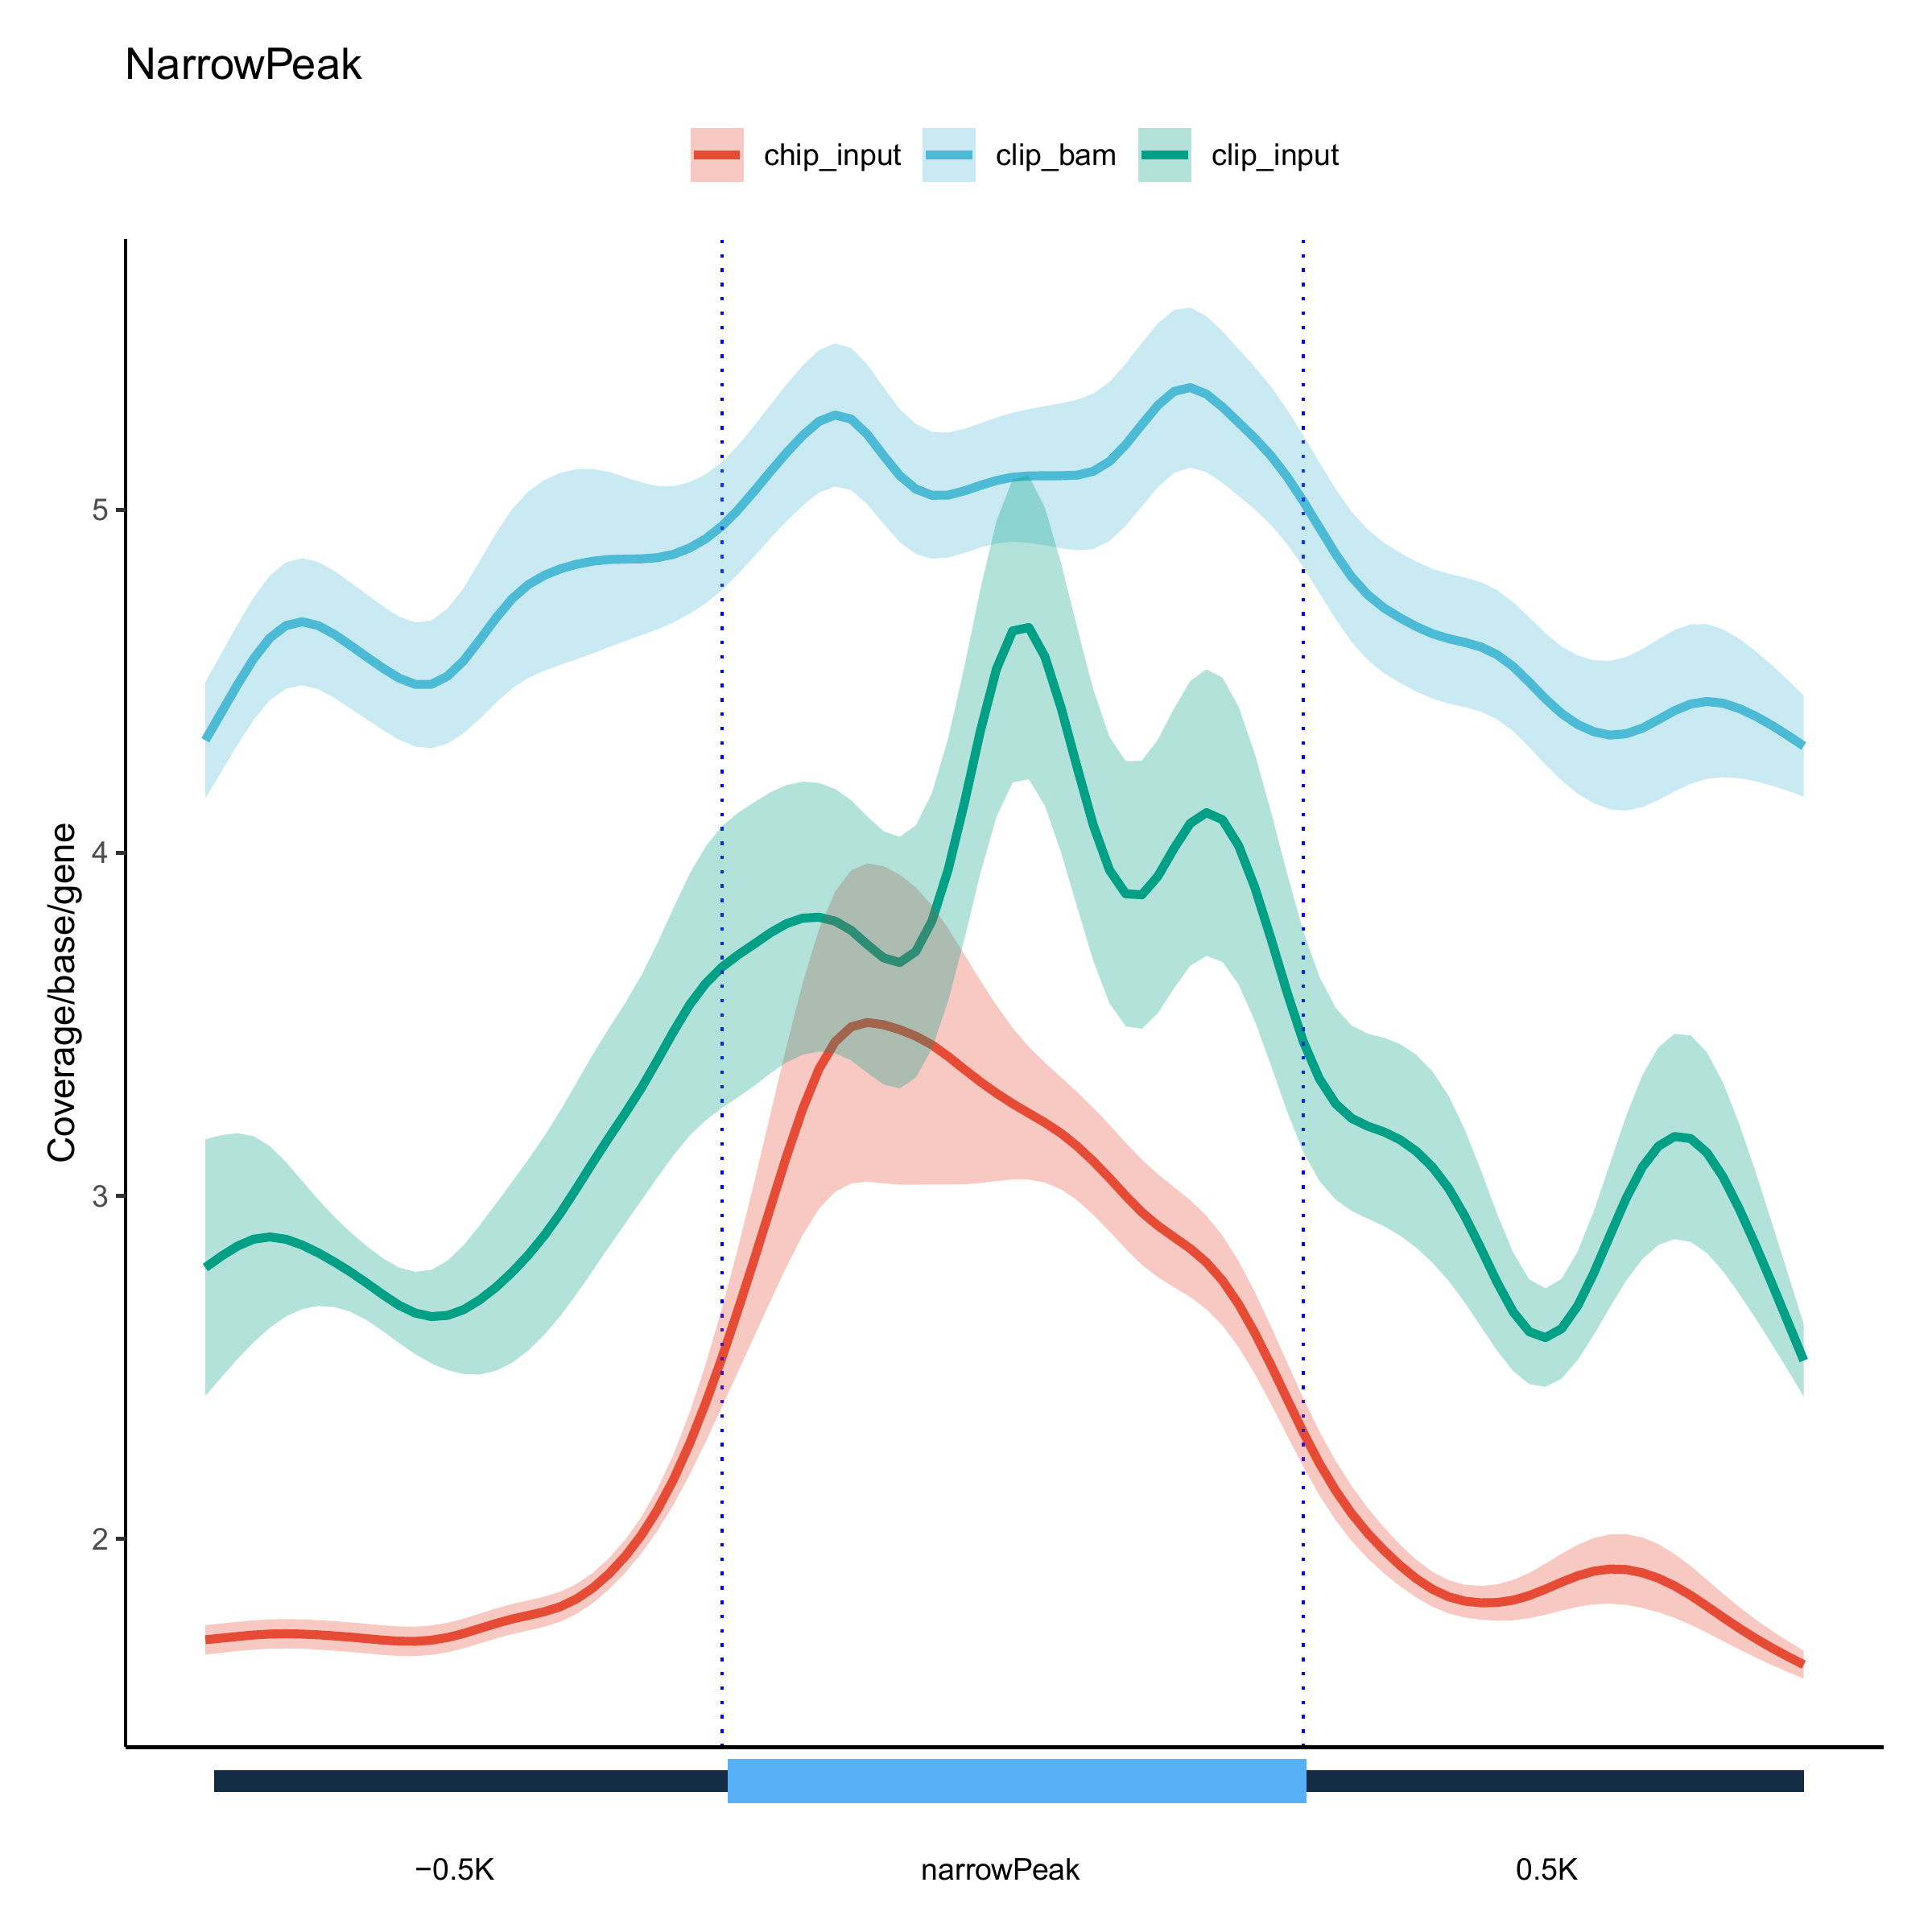 NarrowPeak
chip_input clip_bam clip_input
Coverage/base/gene
5
4
3
2
−0.5K narrowPeak 0.5K